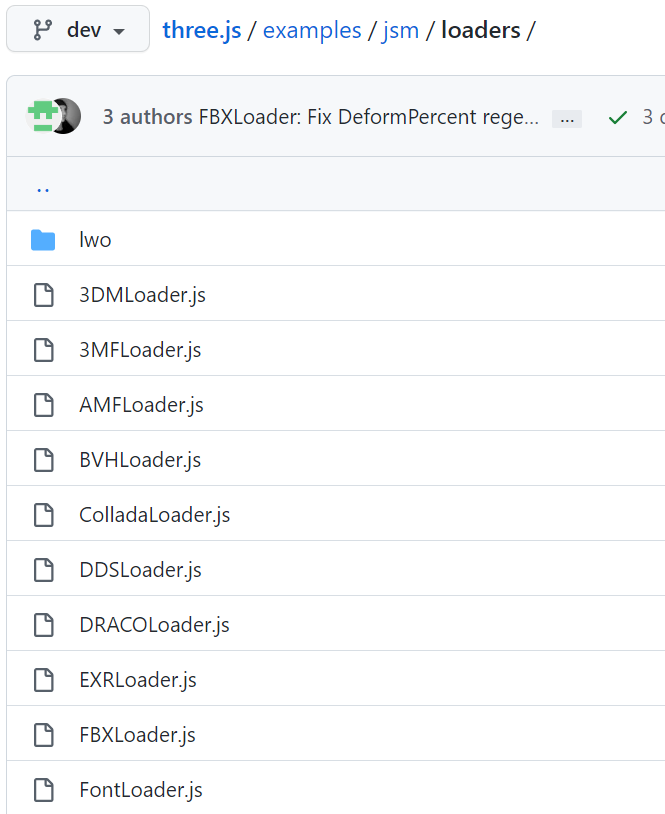 dev three.js / examples / jsm / loaders /
3 authors FBXLoader: Fix DeformPercent rege... ... 3
..
lwo
3DMLoader.js
3MFLoader.js
AMFLoader.js
BVHLoader.js
ColladaLoader.js
DDSLoader.js
DRACOLoader.js
EXRLoader.js
FBXLoader.js
FontLoader.js